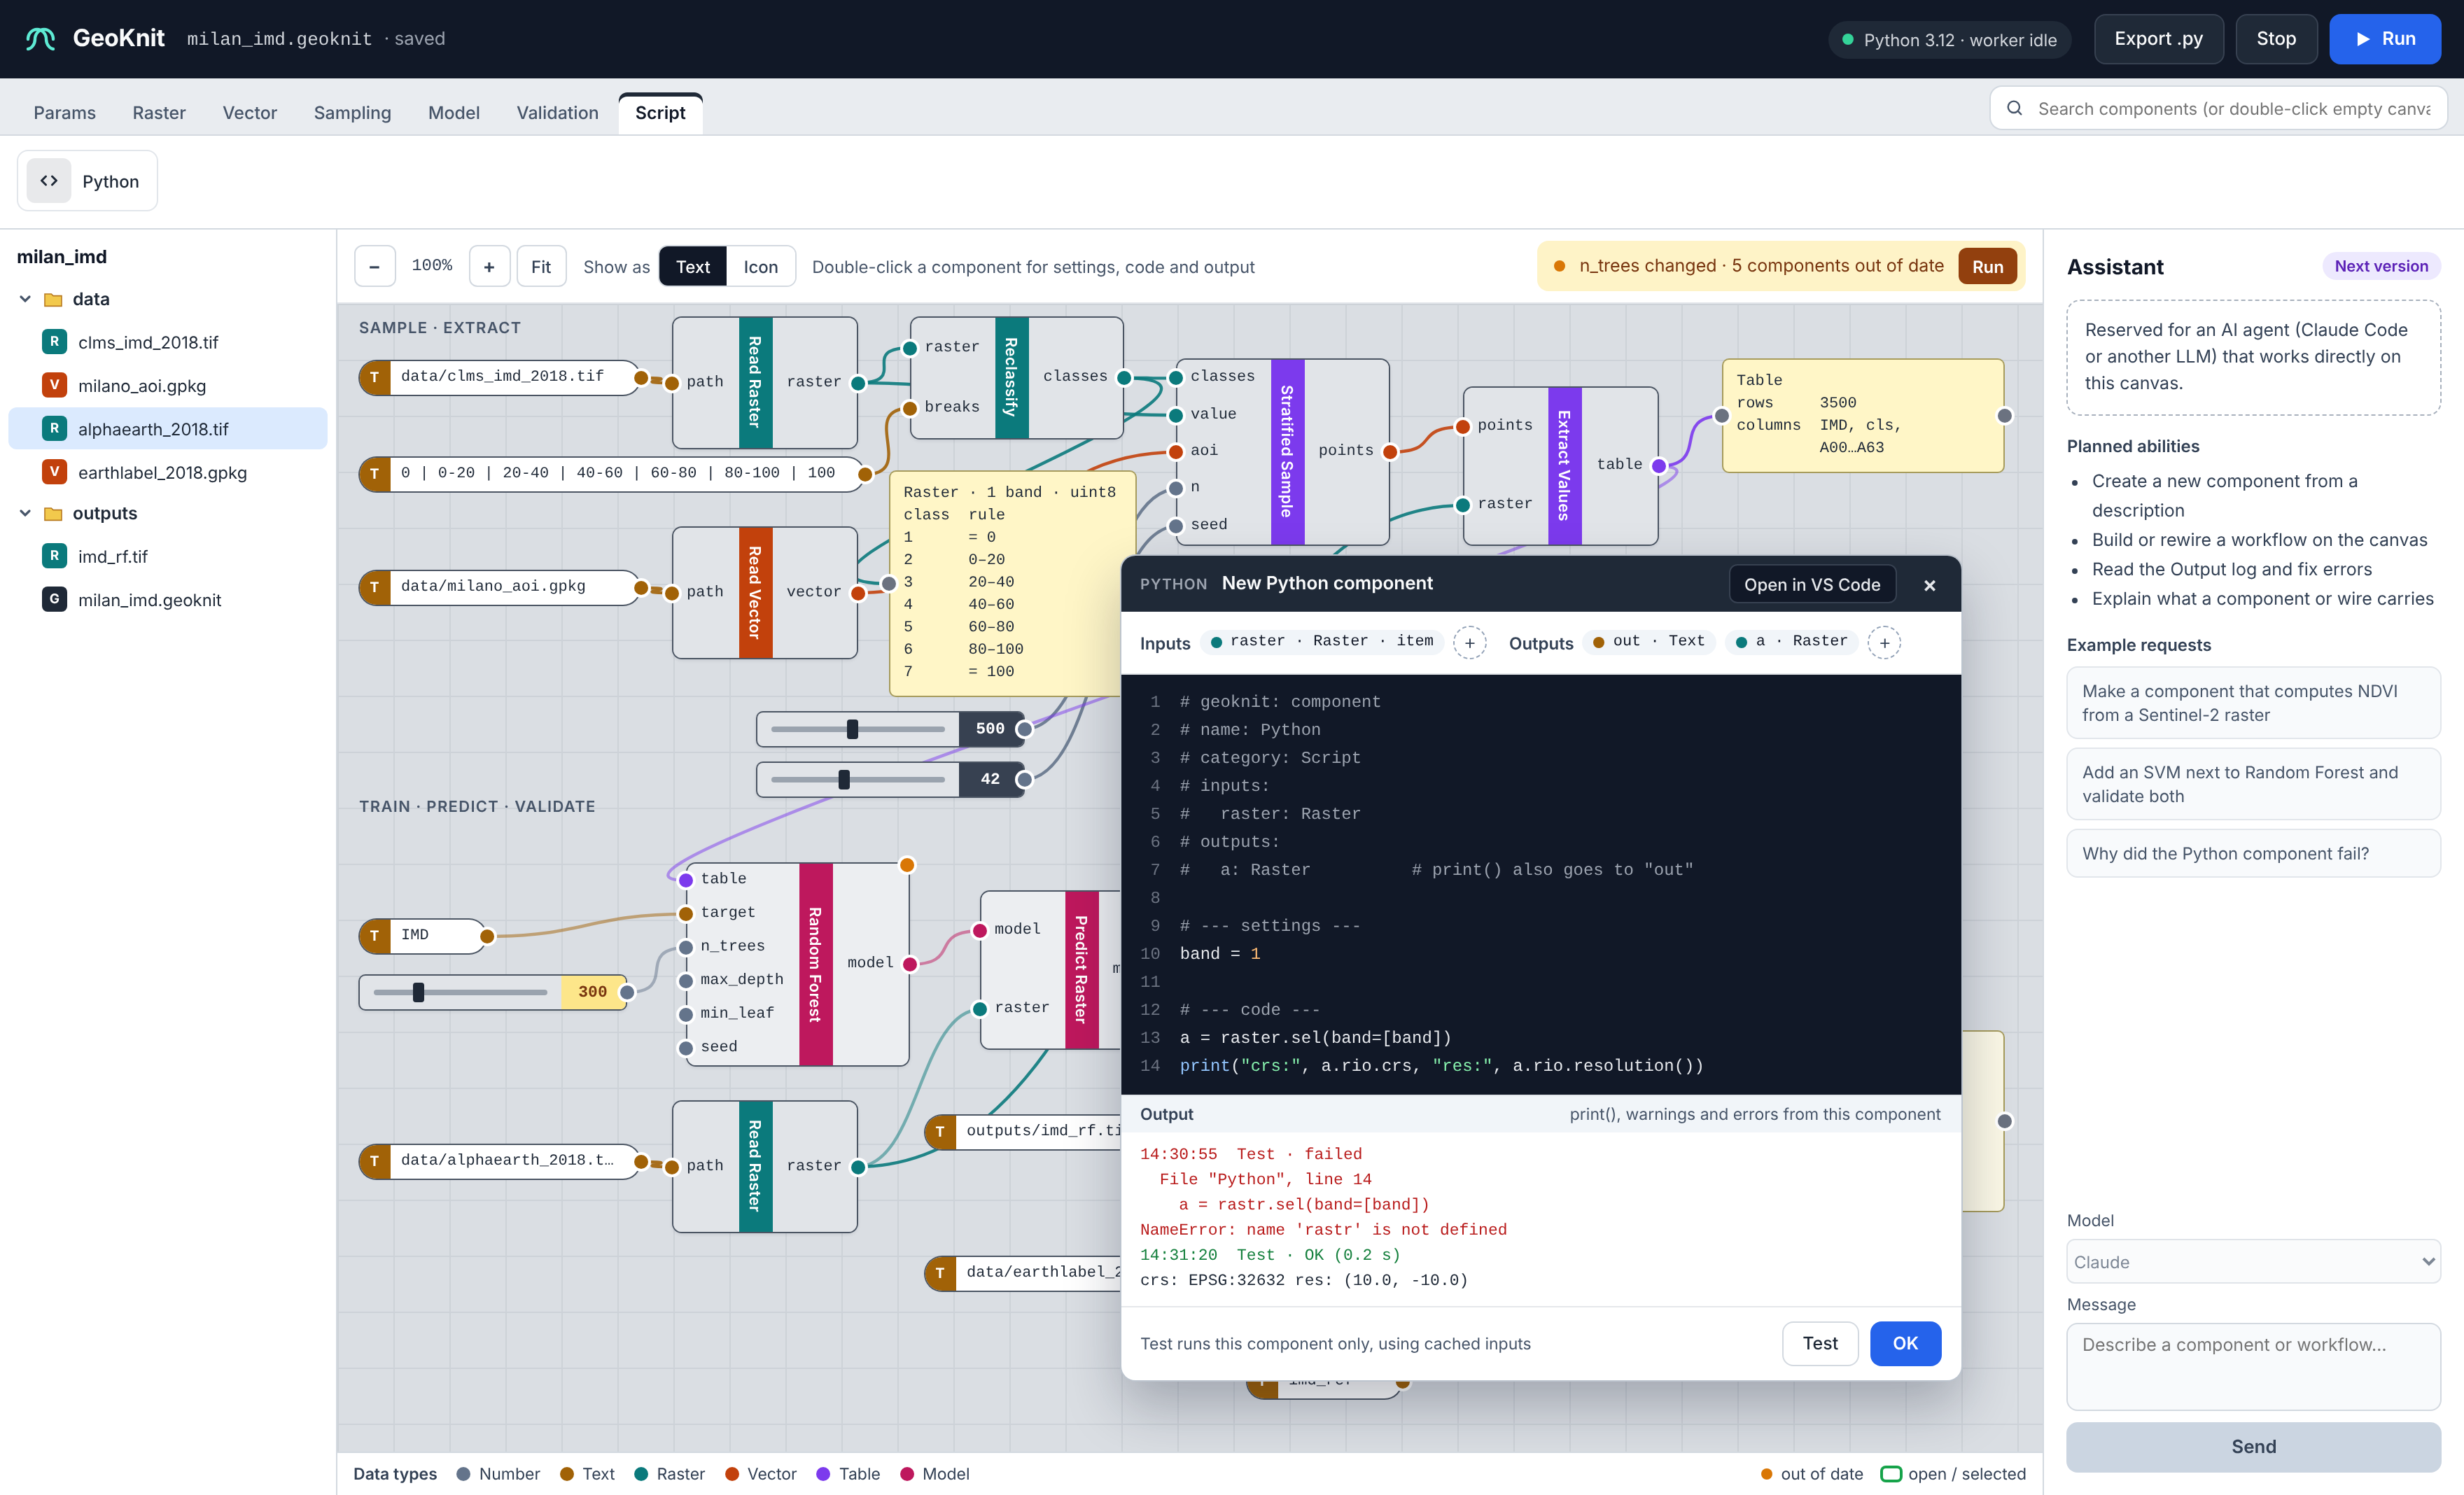 GeoKnit milan_imd.geoknit · saved
Python 3.12 · worker idle
Export .py
Stop
Run
Params
Raster
Vector
Sampling
Model
Validation
Script
Search components (or double-click empty canva
Python
milan_imd
data
R clms_imd_2018.tif
V milano_aoi.gpkg
R alphaearth_2018.tif
V earthlabel_2018.gpkg
outputs
R imd_rf.tif
G milan_imd.geoknit
− 100% + Fit
Show as Text Icon
Double-click a component for settings, code and output
n_trees changed · 5 components out of date Run
SAMPLE · EXTRACT
T data/clms_imd_2018.tif
path Read Raster raster
T 0 | 0-20 | 20-40 | 40-60 | 60-80 | 80-100 | 100
raster
breaks
Reclassify
classes
T data/milano_aoi.gpkg
path Read Vector vector
Raster · 1 band · uint8
class rule
1 = 0
2 0–20
3 20–40
4 40–60
5 60–80
6 80–100
7 = 100
classes
value
aoi
n
seed
Stratified Sample
points
points
raster
Extract Values
table
Table
rows 3500
columns IMD, cls,
A00…A63
500
42
TRAIN · PREDICT · VALIDATE
T IMD
300
table
target
n_trees
max_depth
min_leaf
seed
Random Forest
model
model
raster
Predict Raster
T data/alphaearth_2018.t…
path Read Raster raster
T outputs/imd_rf.ti
T data/earthlabel_2
PYTHON New Python component
Open in VS Code
×
Inputs raster · Raster · item +
Outputs out · Text a · Raster +
1 # geoknit: component
2 # name: Python
3 # category: Script
4 # inputs:
5 #   raster: Raster
6 # outputs:
7 #   a: Raster          # print() also goes to "out"
8
9 # --- settings ---
10 band = 1
11
12 # --- code ---
13 a = raster.sel(band=[band])
14 print("crs:", a.rio.crs, "res:", a.rio.resolution())
Output
print(), warnings and errors from this component
14:30:55  Test · failed
  File "Python", line 14
    a = rastr.sel(band=[band])
NameError: name 'rastr' is not defined
14:31:20  Test · OK (0.2 s)
crs: EPSG:32632 res: (10.0, -10.0)
Test runs this component only, using cached inputs
Test
OK
Data types Number Text Raster Vector Table Model
out of date open / selected
Assistant
Next version
Reserved for an AI agent (Claude Code
or another LLM) that works directly on
this canvas.
Planned abilities
• Create a new component from a
description
• Build or rewire a workflow on the canvas
• Read the Output log and fix errors
• Explain what a component or wire carries
Example requests
Make a component that computes NDVI
from a Sentinel-2 raster
Add an SVM next to Random Forest and
validate both
Why did the Python component fail?
Model
Claude
Message
Describe a component or workflow…
Send